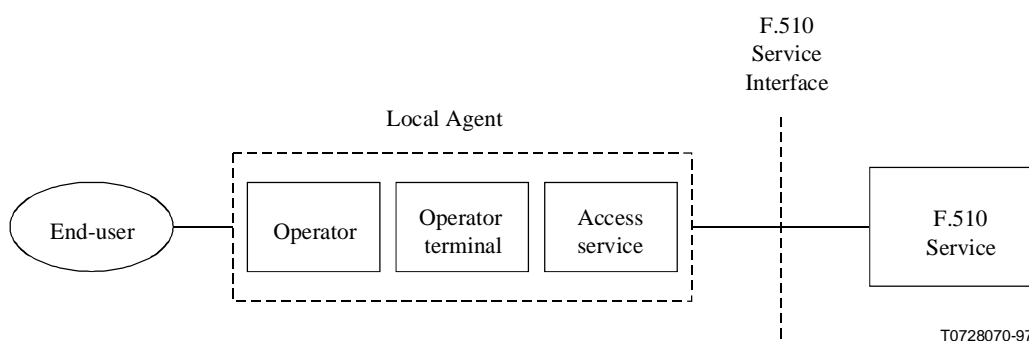 F.510
Service
Interface
Local Agent
End-user
Operator
Operator
terminal
Access
service
F.510
Service
T0728070-97